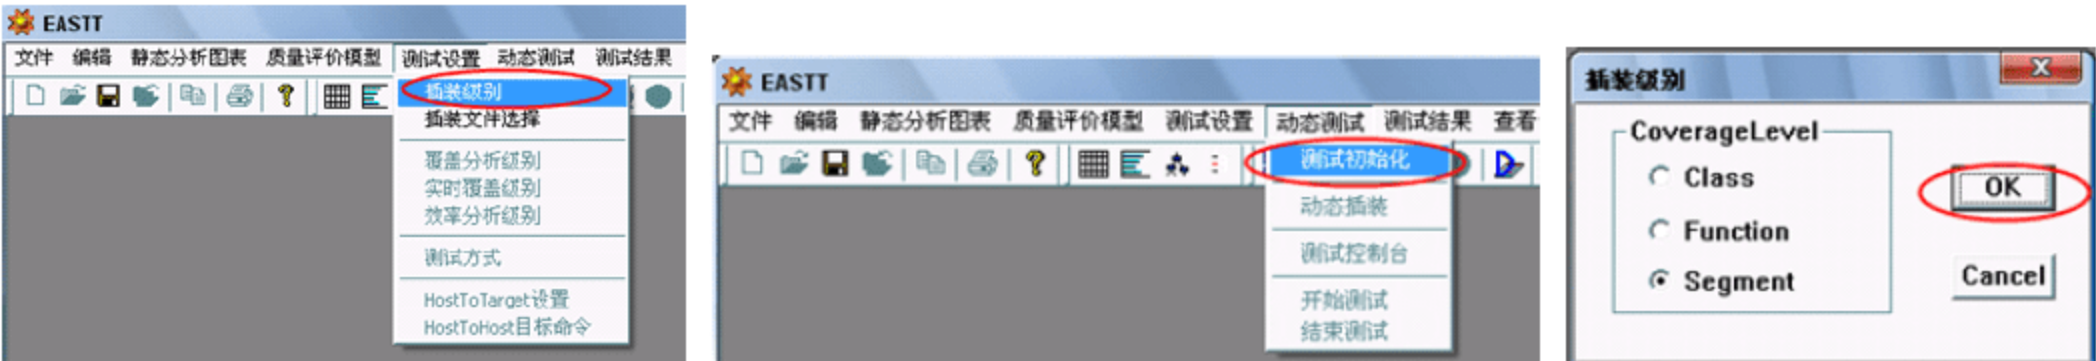 EASTT
文件 编辑 静态分析图表 质量评价模型 测试设置 动态测试 测试结果
插装级别
插装文件选择
覆盖分析级别
实时覆盖级别
效率分析级别
测试方式
HostToTarget设置
HostToHost目标命令
EASTT
文件 编辑 静态分析图表 质量评价模型 测试设置 动态测试 测试结果 查看
测试初始化
动态插装
测试控制台
开始测试
结束测试
插装级别
CoverageLevel
Class
Function
Segment
OK
Cancel